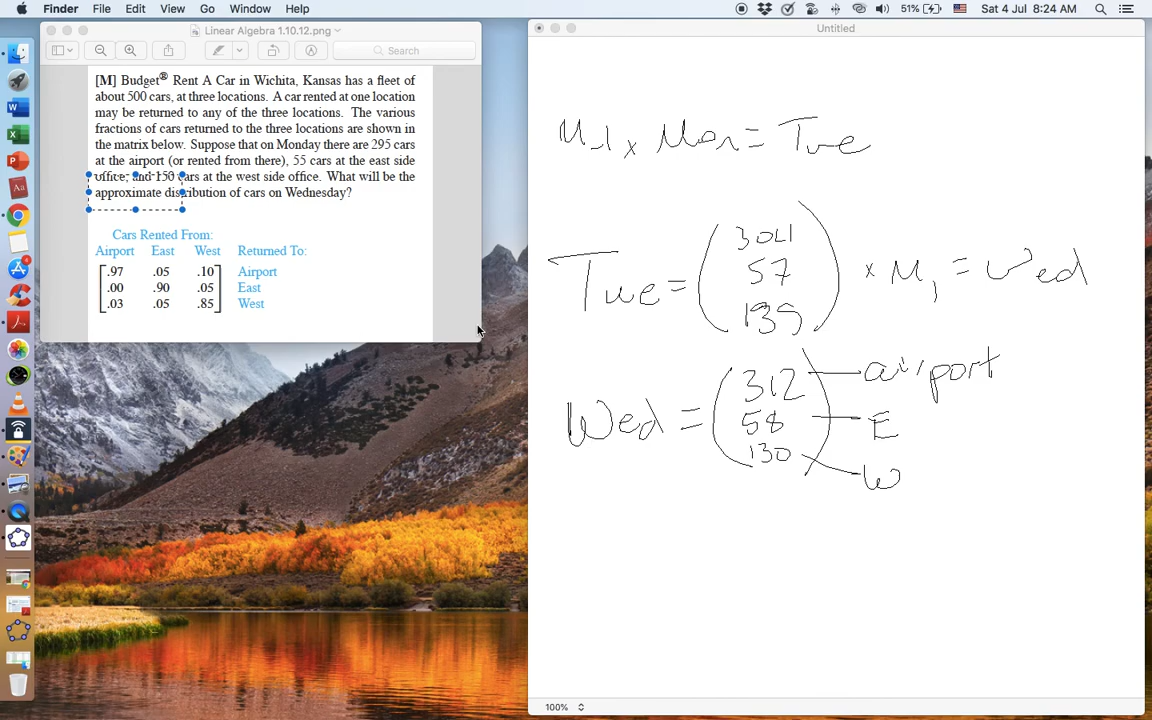 Finder File Edit View Go Window Help 51% Sat 4 Jul 8:24 AM
Linear Algebra 1.10.12.png
Search
[M] Budget® Rent A Car in Wichita, Kansas has a fleet of
about 500 cars, at three locations. A car rented at one location
may be returned to any of the three locations. The various
fractions of cars returned to the three locations are shown in
the matrix below. Suppose that on Monday there are 295 cars
at the airport (or rented from there), 55 cars at the east side
office, and 150 cars at the west side office. What will be the
approximate distribution of cars on Wednesday?
Cars Rented From:
Airport East West Returned To:
.97 .05 .10 Airport
.00 .90 .05 East
.03 .05 .85 West
Untitled
M_1 x Mon = Tue
Tue = (304 57 139) x M_1 = Wed
Wed = (312 58 130)
airport
E
W
100%